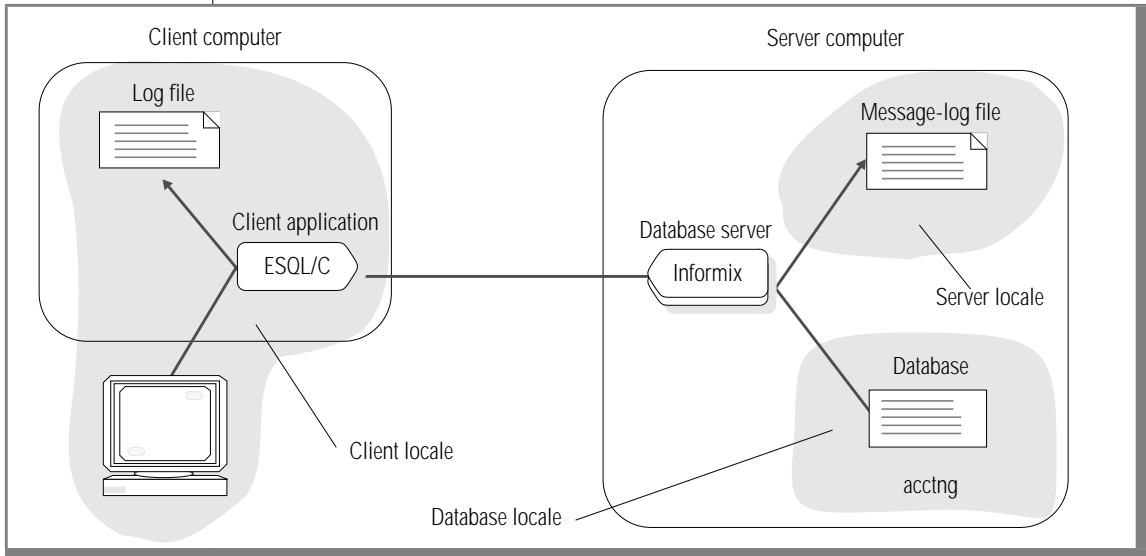 Client computer
Server computer
Log file
Message-log file
Client application
ESQL/C
Database server
Informix
Server locale
Database
Client locale
acctng
Database locale